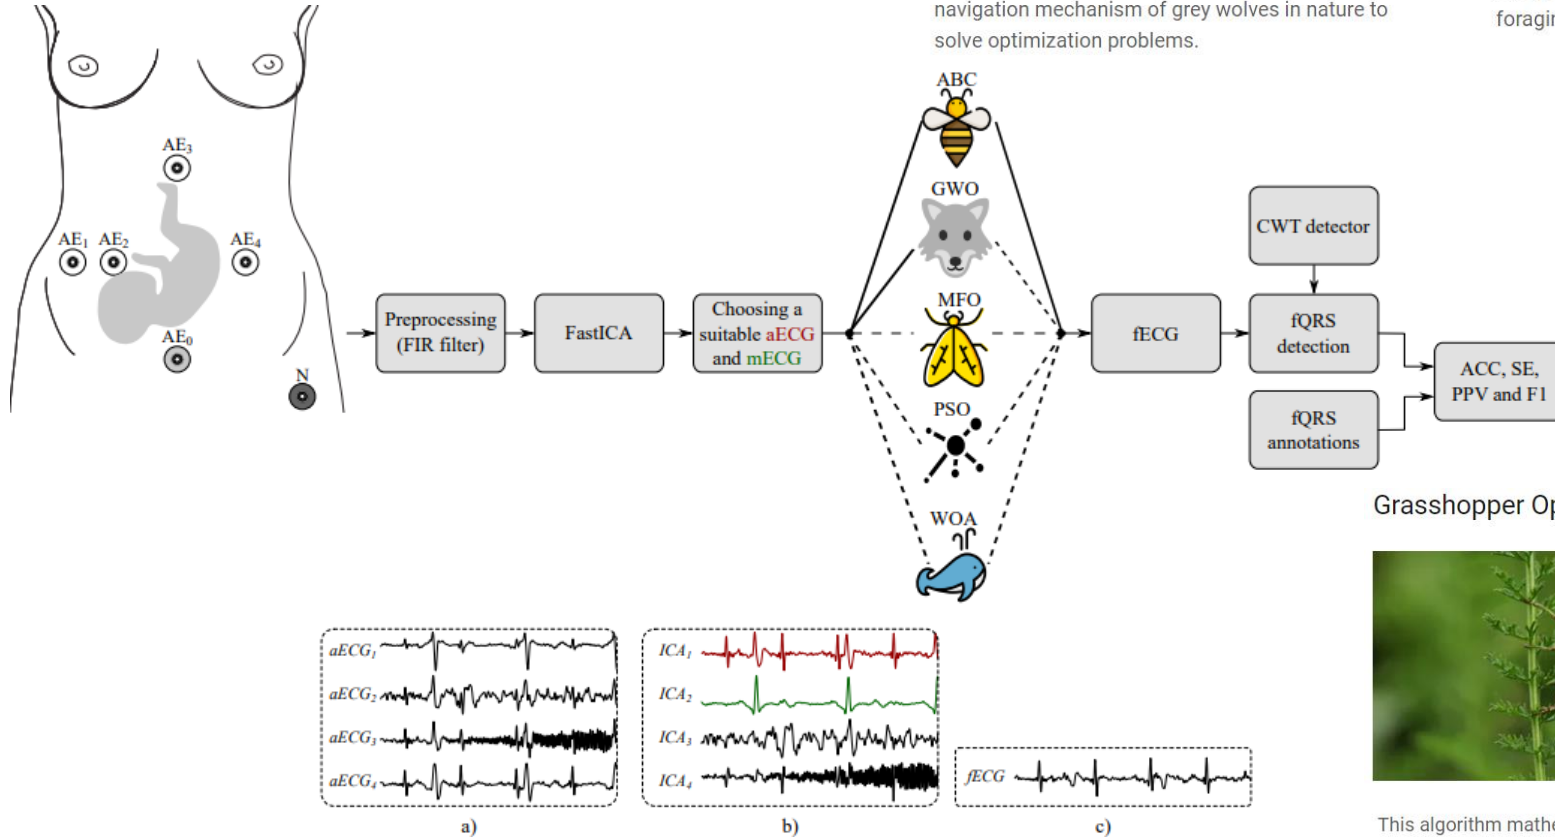 navigation mechanism of grey wolves in nature to
solve optimization problems.
foragin
ABC
GWO
MFO
PSO
WOA
AE3
AE1 AE2 AE4
AE0
N
Preprocessing
(FIR filter)
FastICA
Choosing a
suitable aECG
and mECG
fECG
CWT detector
fQRS
detection
fQRS
annotations
ACC, SE,
PPV and F1
Grasshopper Op
aECG1
aECG2
aECG3
aECG4
a)
ICA1
ICA2
ICA3
ICA4
b)
fECG
c)
This algorithm mathe